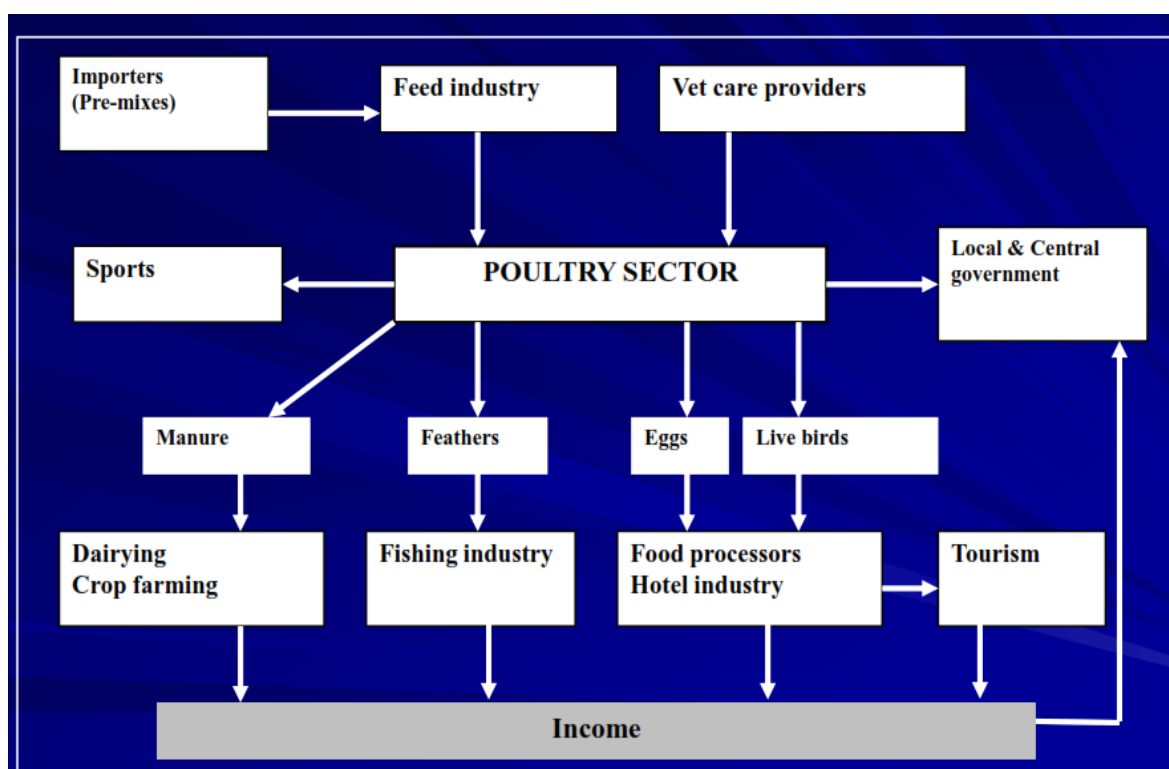 Importers
(Pre-mixes)
Feed industry
Vet care providers
Sports
POULTRY SECTOR
Local & Central
government
Manure
Feathers
Eggs
Live birds
Dairying
Crop farming
Fishing industry
Food processors
Hotel industry
Tourism
Income